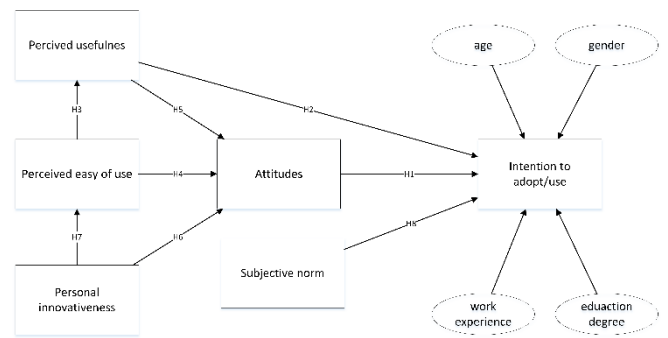 Percived usefulnes
age
gender
H3
H5
H2
Perceived easy of use
H4
Attitudes
H1
Intention to
adopt/use
H7
H6
H8
Personal
innovativeness
Subjective norm
work
experience
eduaction
degree